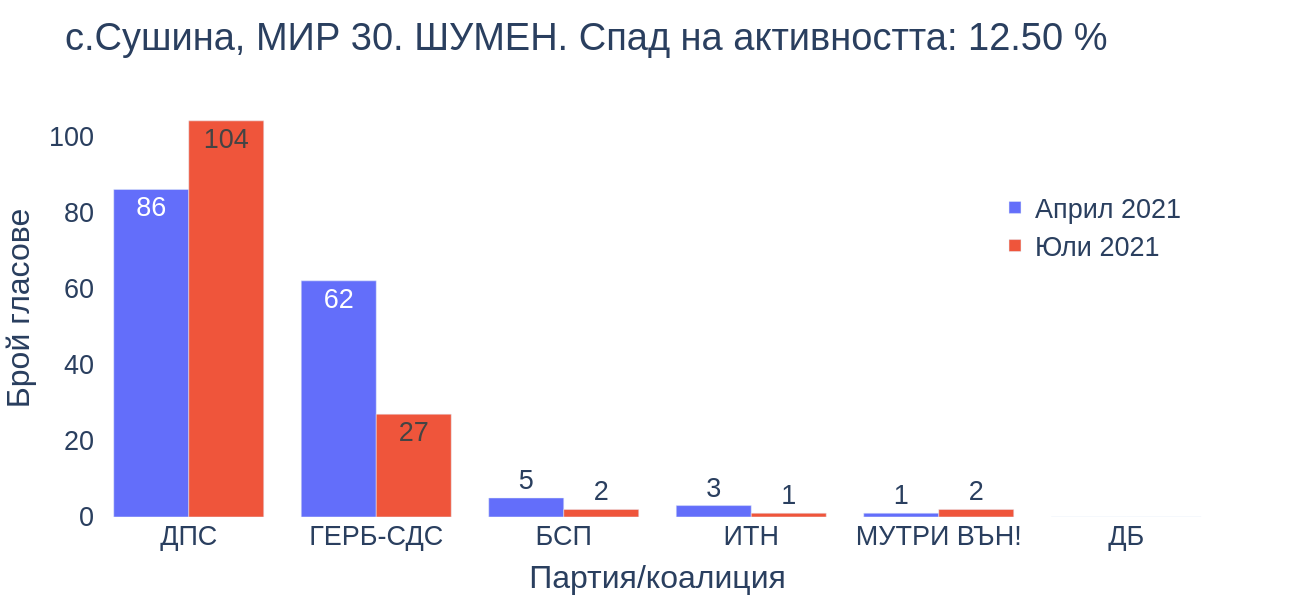 с.Сушина, МИР 30. ШУМЕН. Спад на активността: 12.50 %
Брой гласове
100
80
60
40
20
0
86
104
62
27
5
2
3
1
1
2
Април 2021
Юли 2021
ДПС
ГЕРБ-СДС
БСП
ИТН
МУТРИ ВЪН!
ДБ
Партия/коалиция